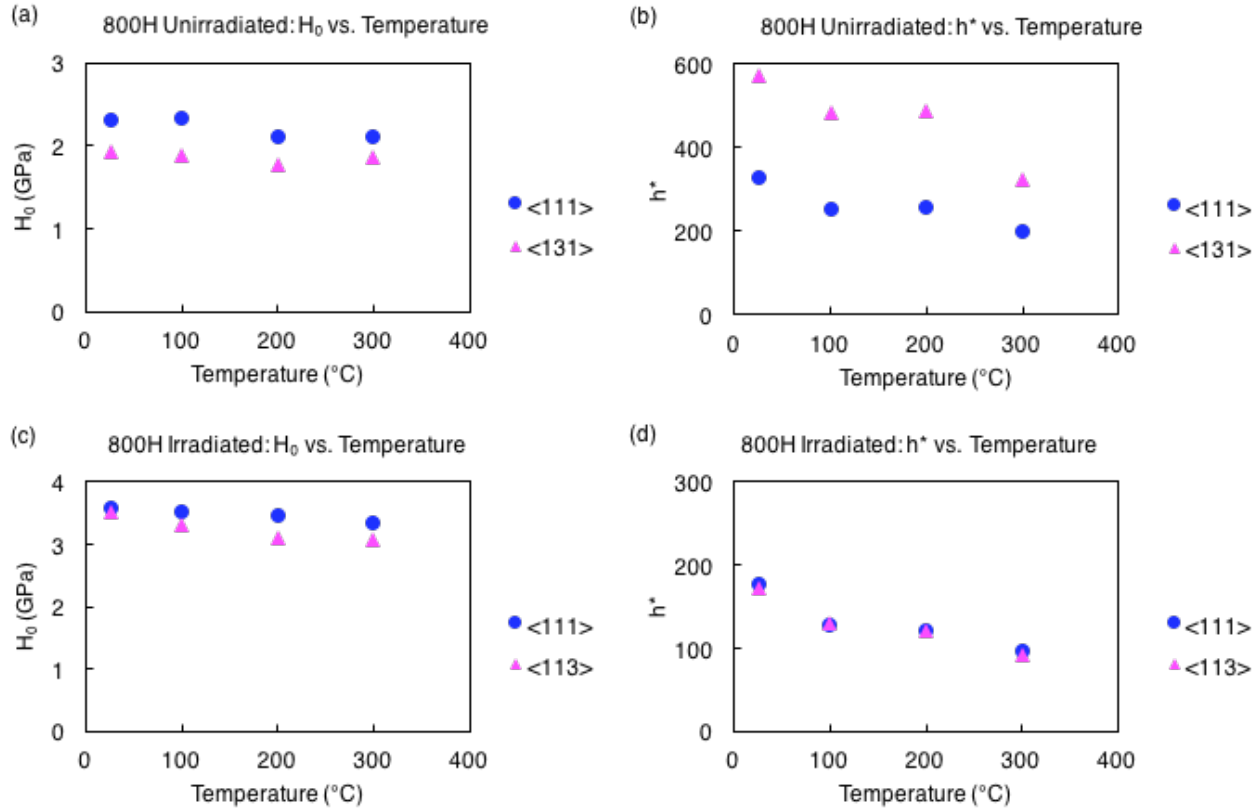 (a)
800H Unirradiated: H₀ vs. Temperature
3
2
1
0
H₀ (GPa)
0 100 200 300 400
Temperature (°C)
<111>
<131>
(b)
800H Unirradiated: h* vs. Temperature
600
400
200
0
h*
0 100 200 300 400
Temperature (°C)
<111>
<131>
(c)
800H Irradiated: H₀ vs. Temperature
4
3
2
1
0
H₀ (GPa)
0 100 200 300 400
Temperature (°C)
<111>
<113>
(d)
800H Irradiated: h* vs. Temperature
300
200
100
0
h*
0 100 200 300 400
Temperature (°C)
<111>
<113>